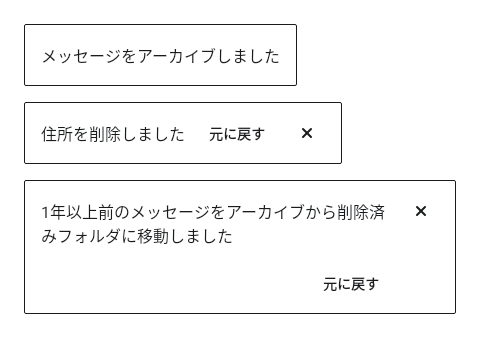 メッセージをアーカイブしました
住所を削除しました 元に戻す ×
1年以上前のメッセージをアーカイブから削除済 ×
みフォルダに移動しました
元に戻す